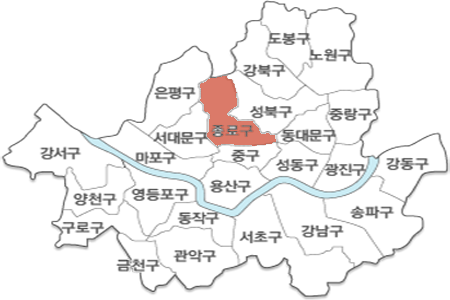 도봉구
노원구
강북구
은평구
성북구
중랑구
종로구
서대문구
동대문구
강서구
마포구
중구
성동구
광진구
강동구
양천구
영등포구
용산구
송파구
구로구
동작구
서초구
강남구
금천구
관악구